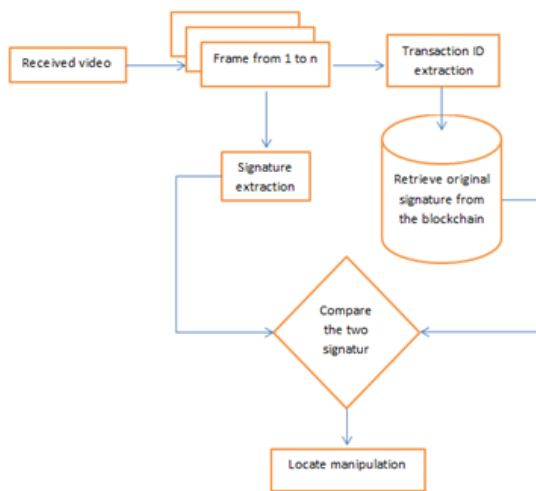 Received video
Frame from 1 to n
Transaction ID
extraction
Signature
extraction
Retrieve original
signature from
the blockchain
Compare
the two
signatur
Locate manipulation